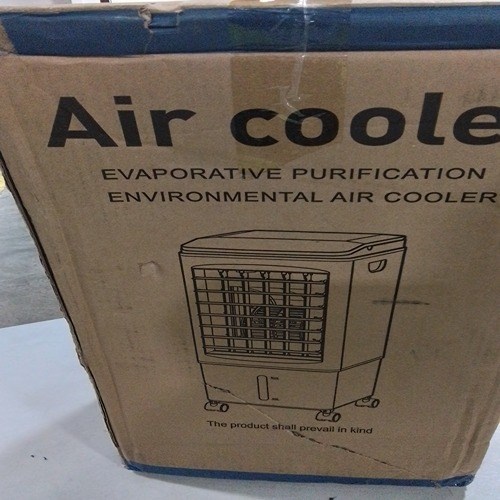 Air coole
EVAPORATIVE PURIFICATION
ENVIRONMENTAL AIR COOLER
The product shall prevail in kind